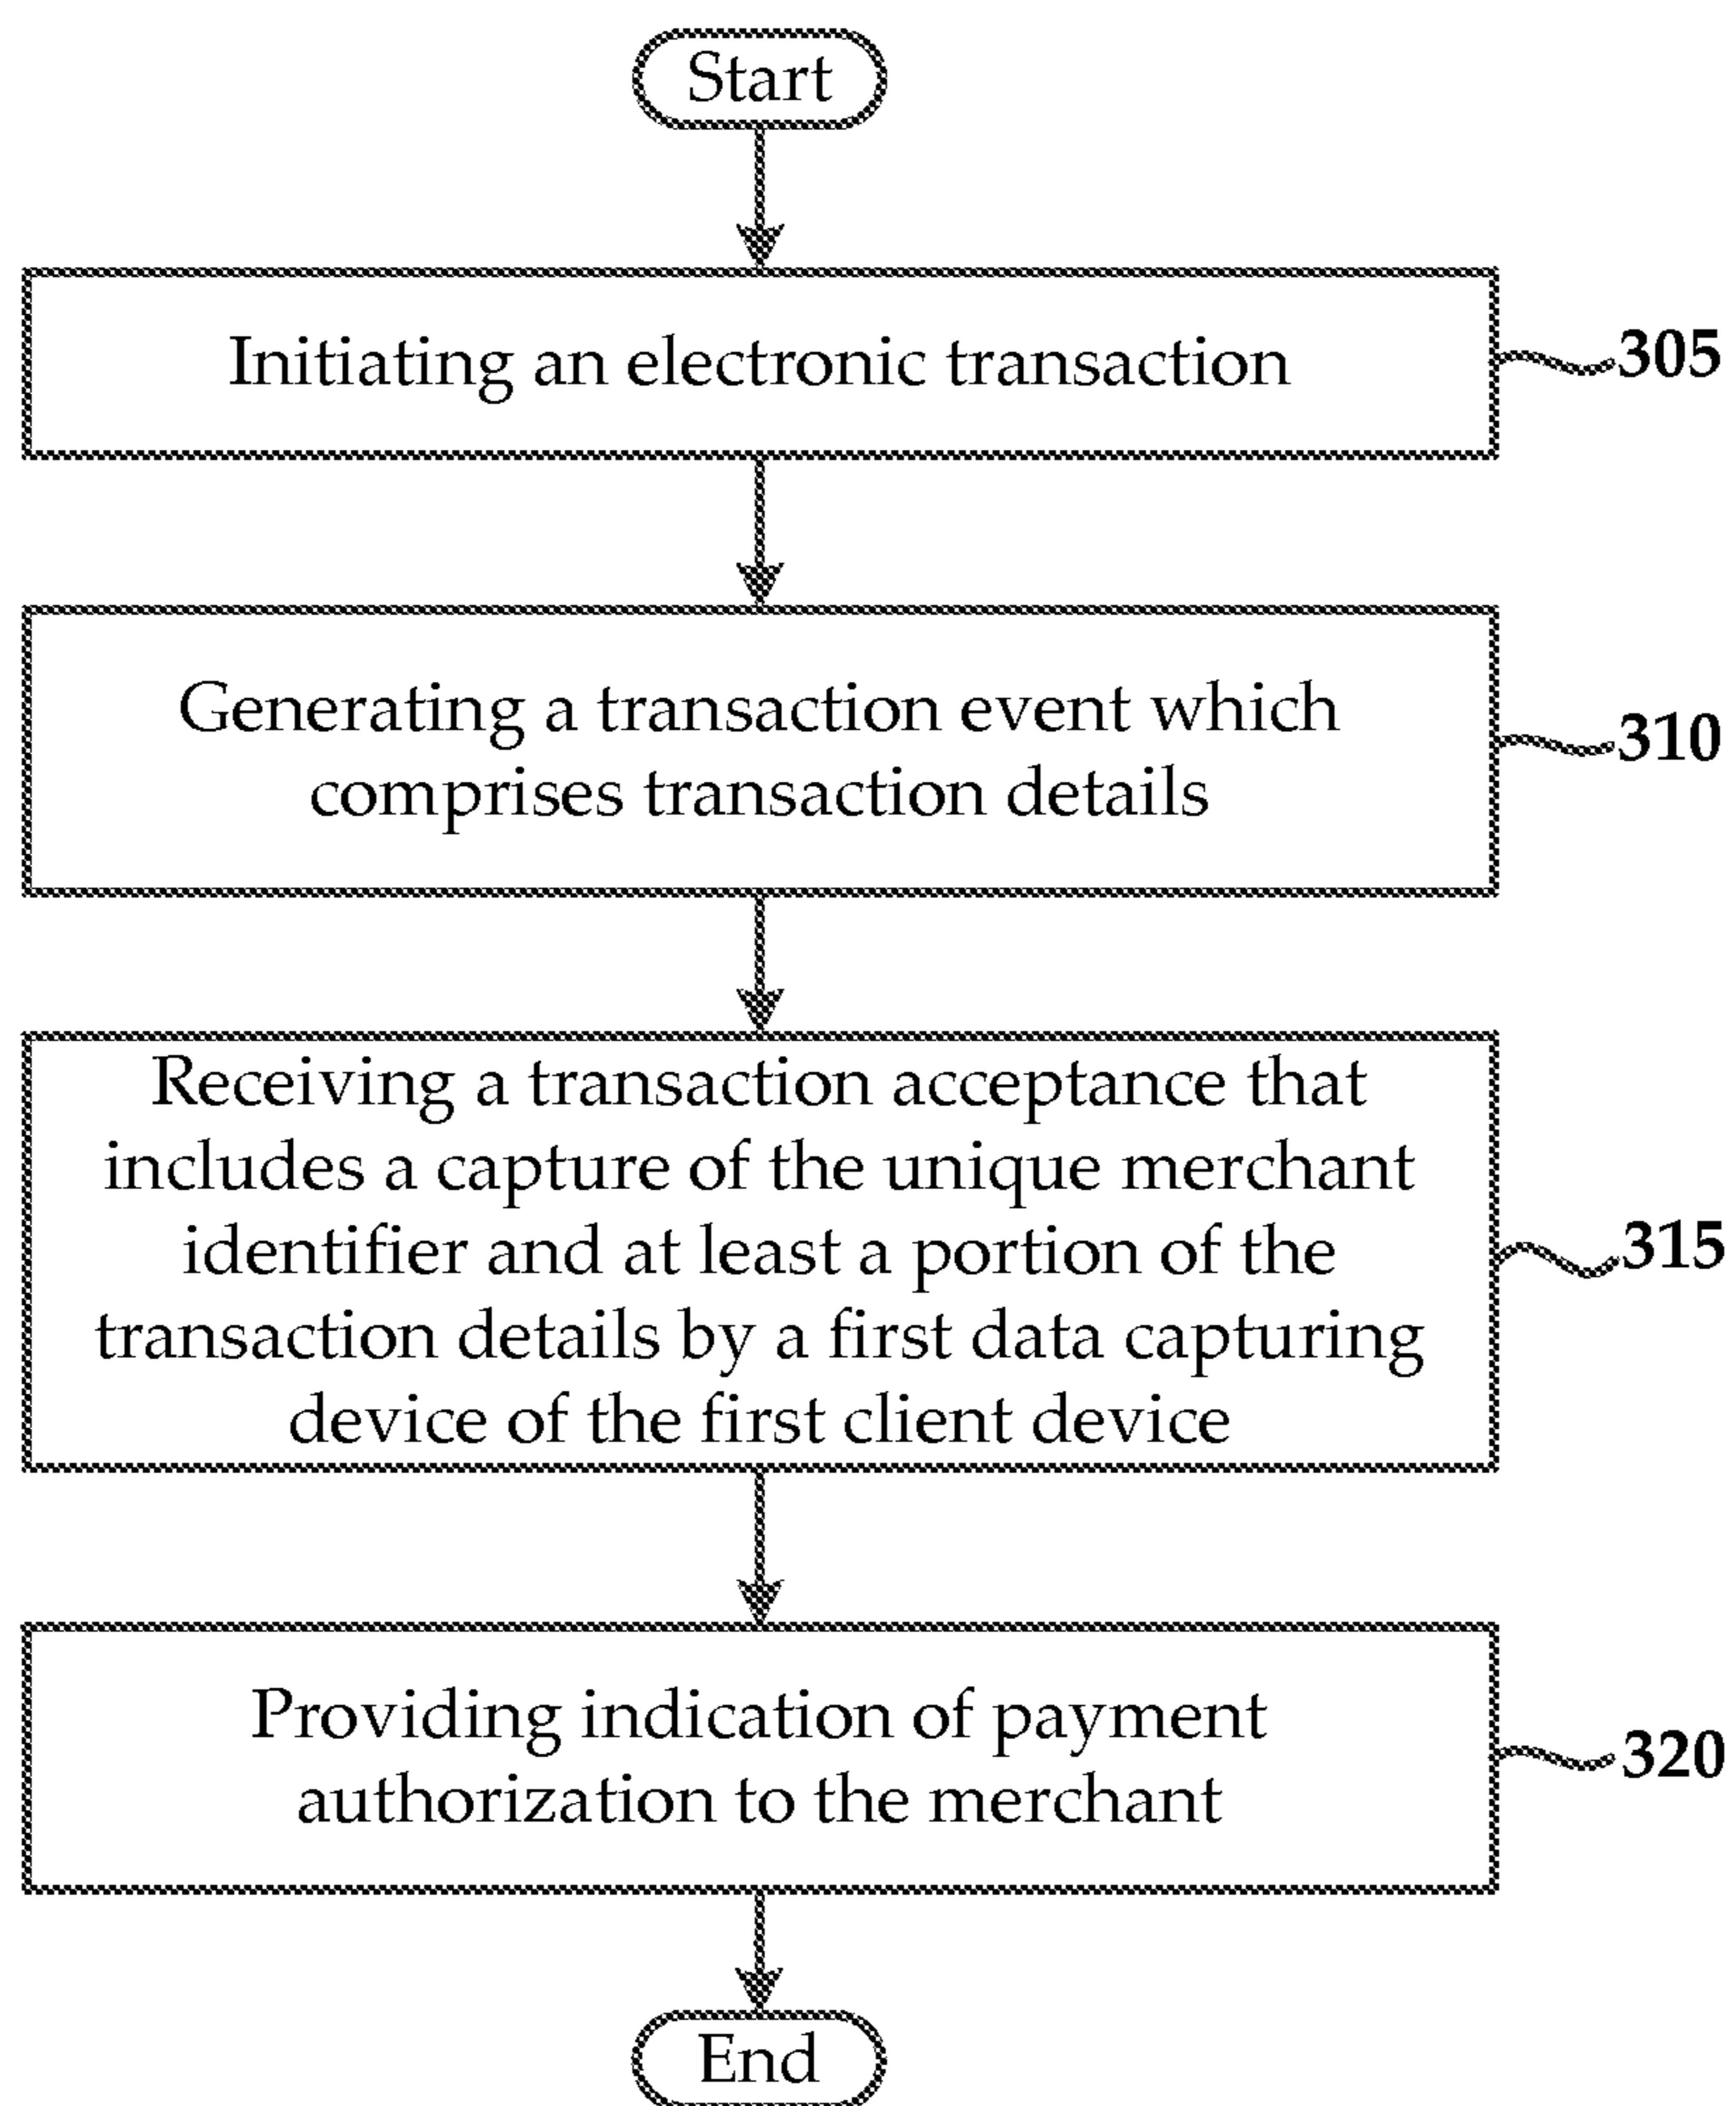 Start
Initiating an electronic transaction
305
Generating a transaction event which
comprises transaction details
310
Receiving a transaction acceptance that
includes a capture of the unique merchant
identifier and at least a portion of the
transaction details by a first data capturing
device of the first client device
315
Providing indication of payment
authorization to the merchant
320
End